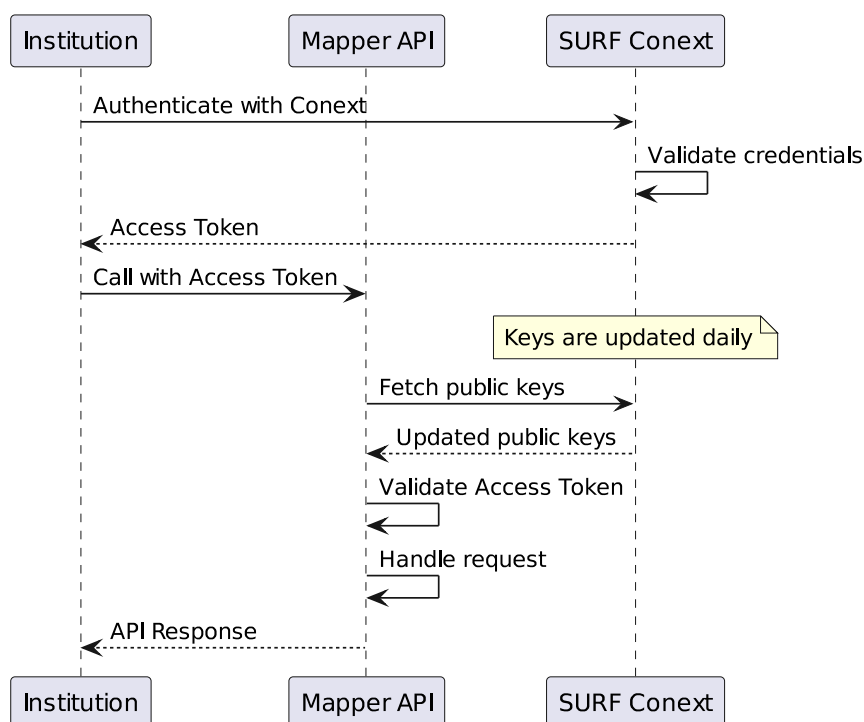 Institution
Mapper API
SURF Conext
Authenticate with Conext
Validate credentials
Access Token
Call with Access Token
Keys are updated daily
Fetch public keys
Updated public keys
Validate Access Token
Handle request
API Response
Institution
Mapper API
SURF Conext